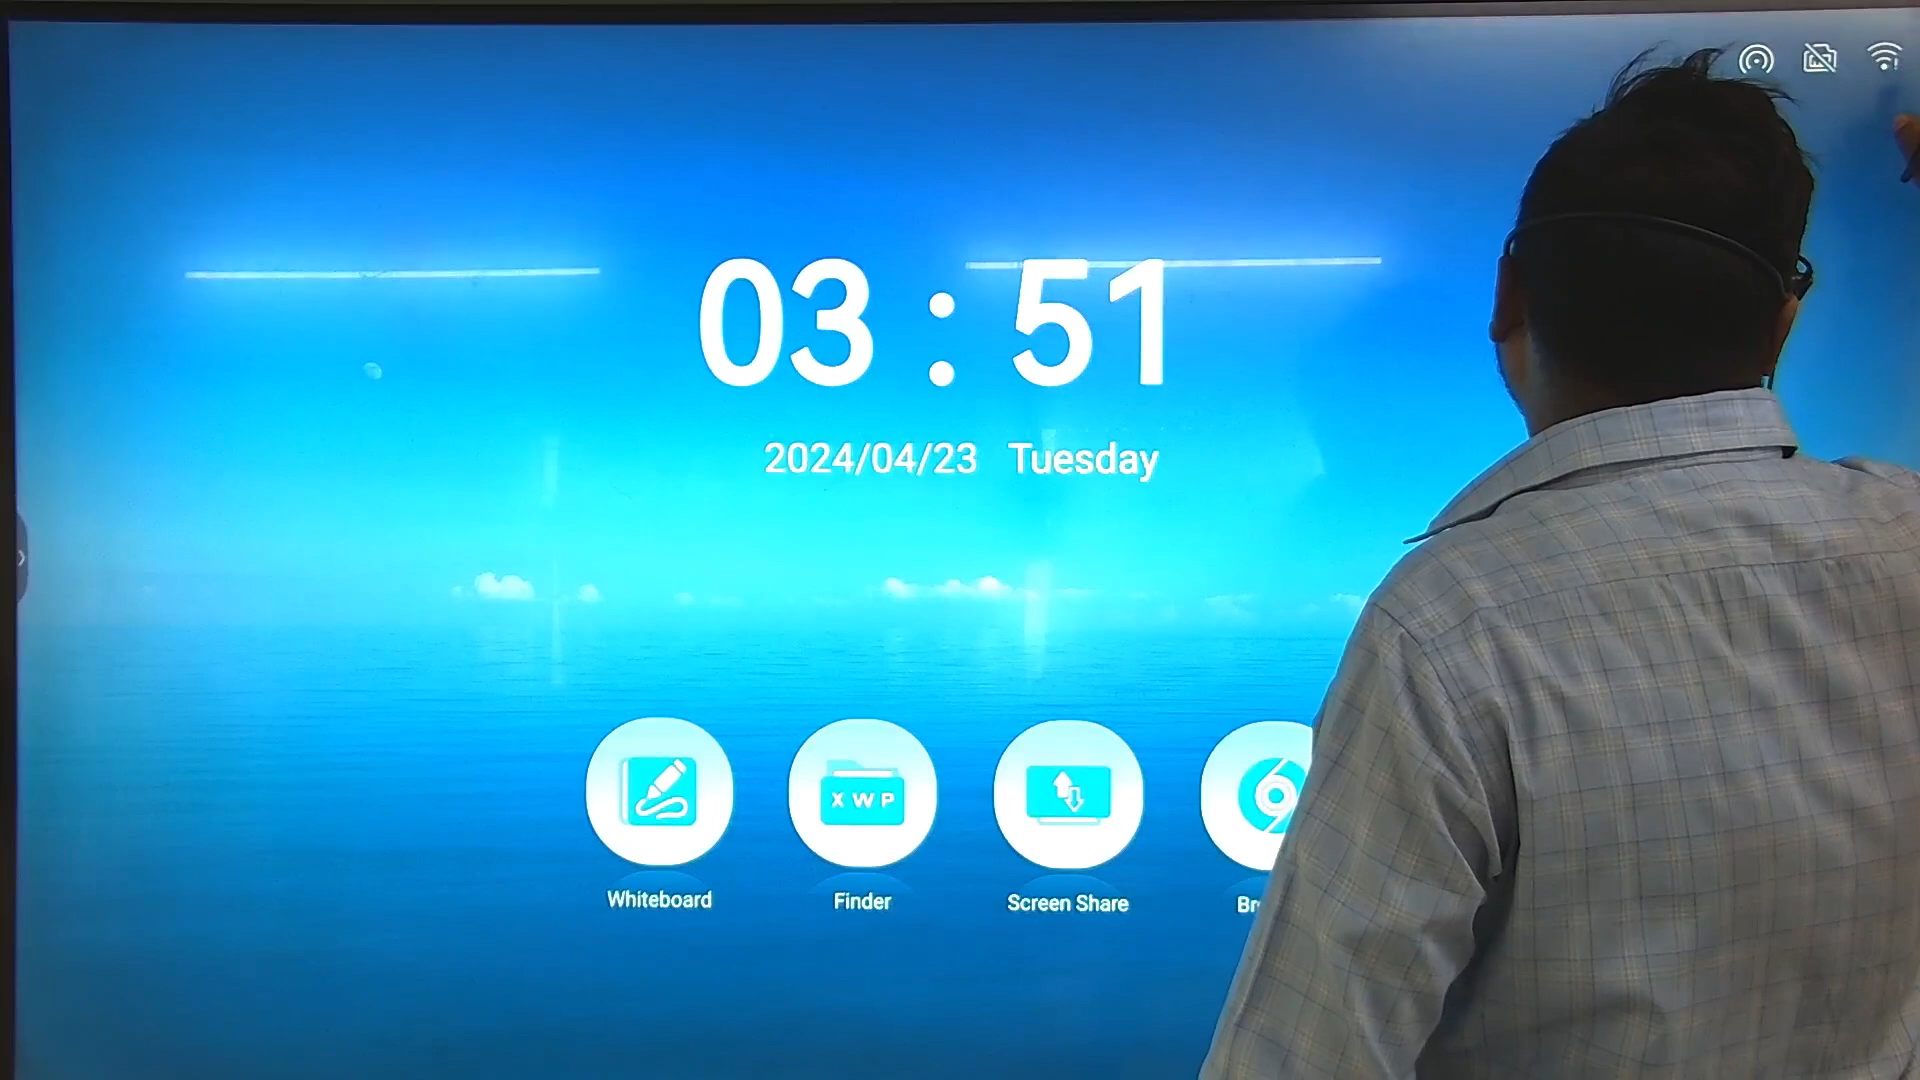 03 : 51
2024/04/23 Tuesday
X W P
Whiteboard
Finder
Screen Share